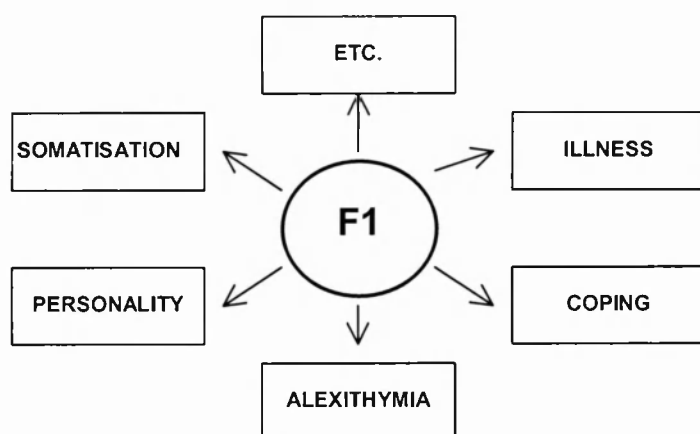 ETC.
SOMATISATION
ILLNESS
F1
PERSONALITY
COPING
ALEXITHYMIA